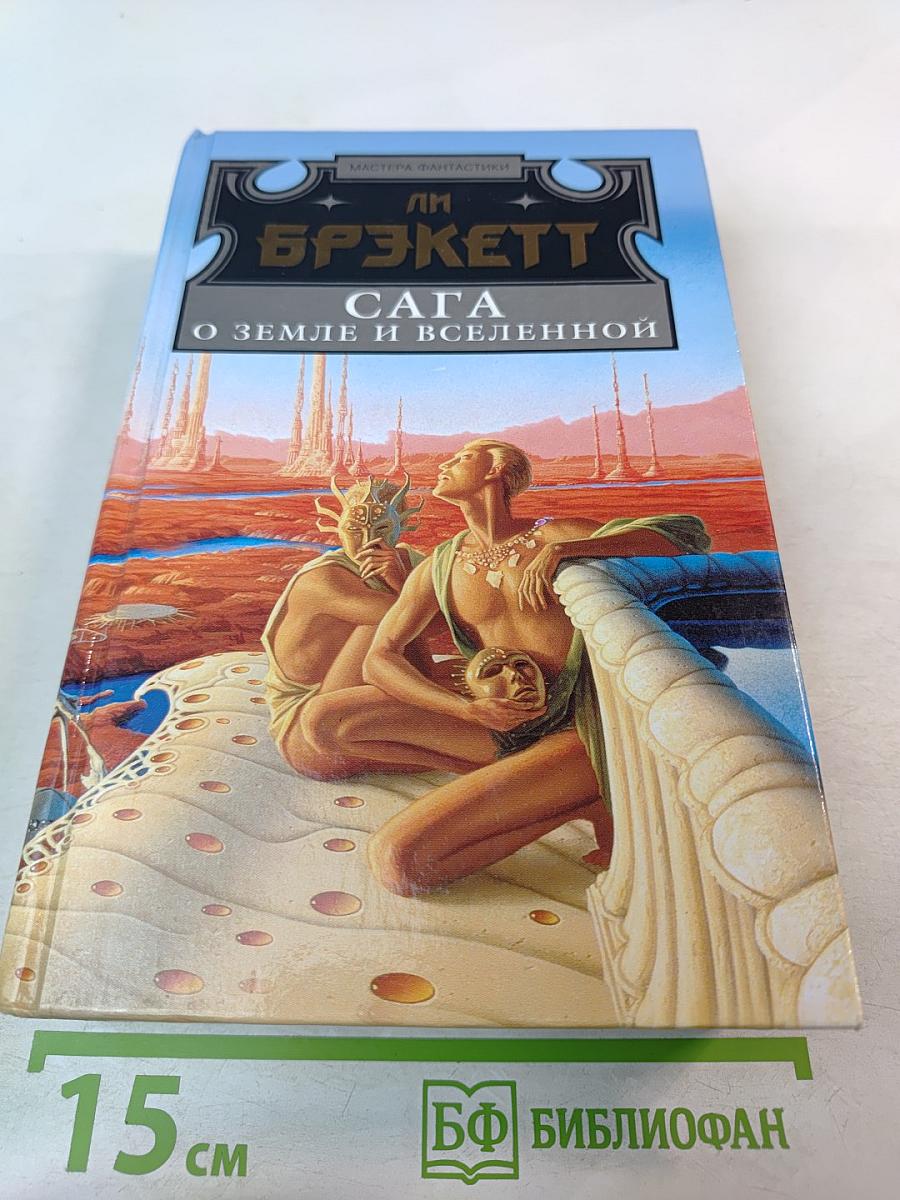 МАСТЕРА ФАНТАСТИКИ
ЛИ
БРЭКЕТТ
САГА
О ЗЕМЛЕ И ВСЕЛЕННОЙ
15 см
БФ БИБЛИОФАН